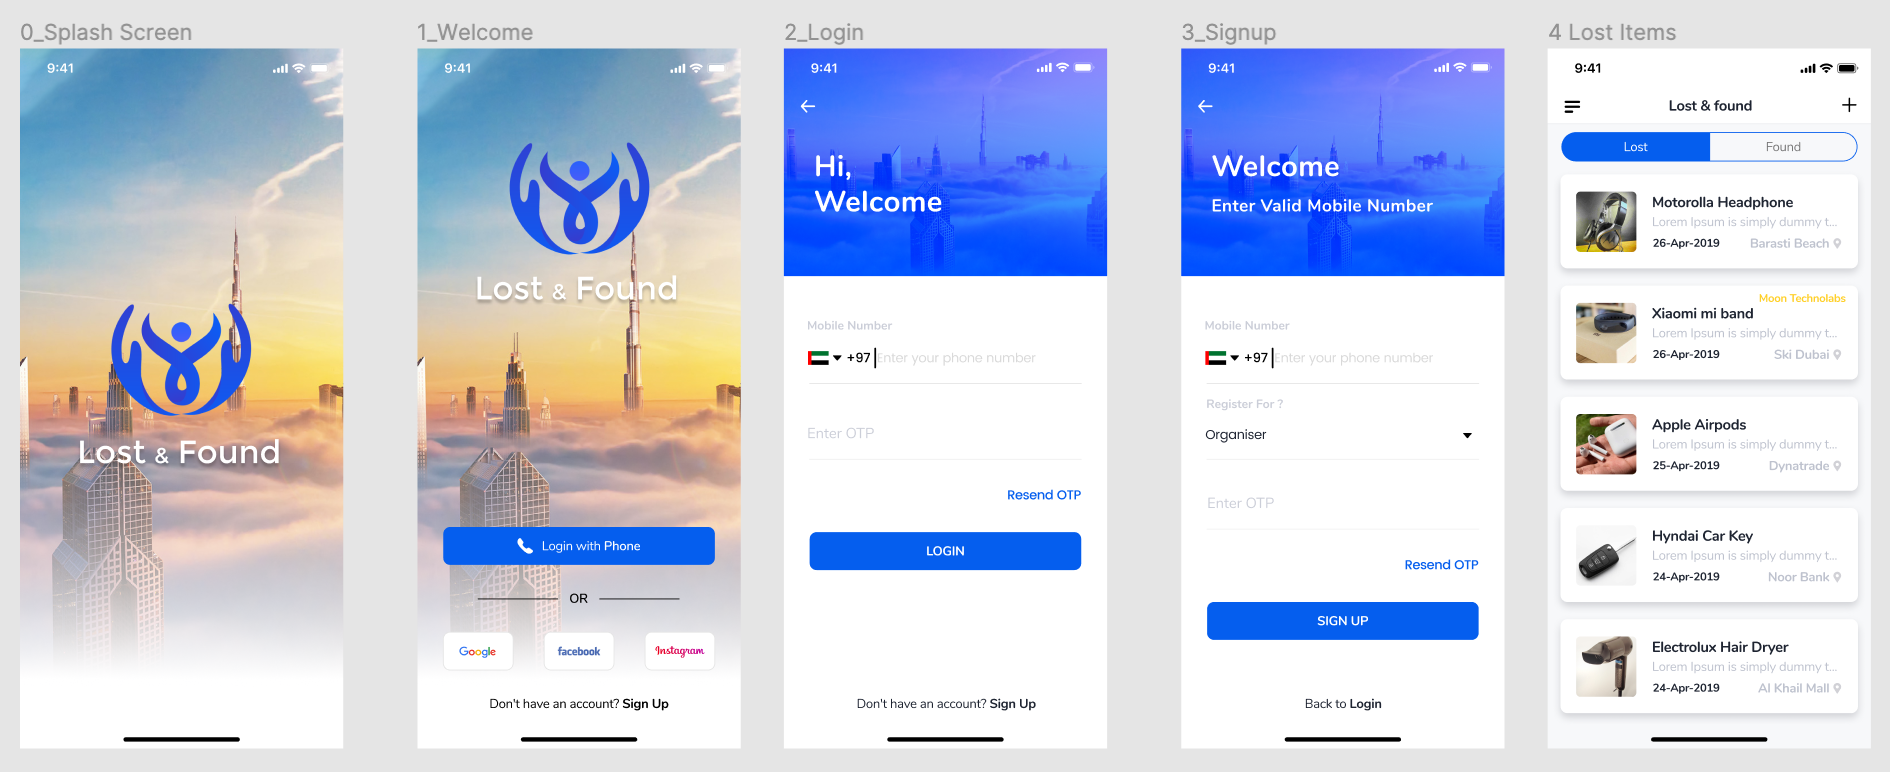 0_Splash Screen
9:41
Lost & Found
1_Welcome
9:41
Lost & Found
Login with Phone
OR
Google
facebook
Instagram
Don't have an account? Sign Up
2_Login
9:41
Hi,
Welcome
Mobile Number
+97
Enter your phone number
Enter OTP
Resend OTP
LOGIN
Don't have an account? Sign Up
3_Signup
9:41
Welcome
Enter Valid Mobile Number
Mobile Number
+97
Enter your phone number
Register For ?
Organiser
Enter OTP
Resend OTP
SIGN UP
Back to Login
4 Lost Items
9:41
Lost & found
Lost
Found
Motorolla Headphone
Lorem Ipsum is simply dummy t...
26-Apr-2019
Barasti Beach
Moon Technolabs
Xiaomi mi band
Lorem Ipsum is simply dummy t...
26-Apr-2019
Ski Dubai
Apple Airpods
Lorem Ipsum is simply dummy t...
25-Apr-2019
Dynatrade
Hyndai Car Key
Lorem Ipsum is simply dummy t...
24-Apr-2019
Noor Bank
Electrolux Hair Dryer
Lorem Ipsum is simply dummy t...
24-Apr-2019
Al Khail Mall